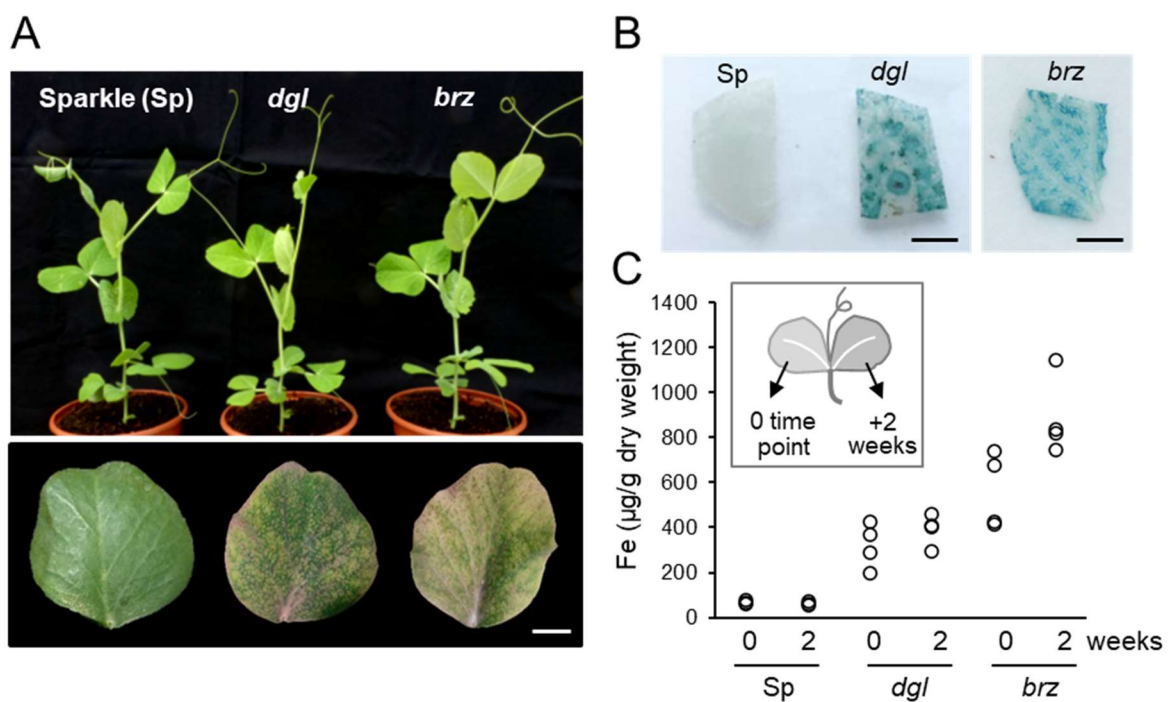 A
Sparkle (Sp) dgl brz
B
Sp dgl brz
C
Fe (µg/g dry weight)
1400
1200
1000
800
600
400
200
0
0 time
point
+2
weeks
0 2 0 2 0 2 weeks
Sp dgl brz